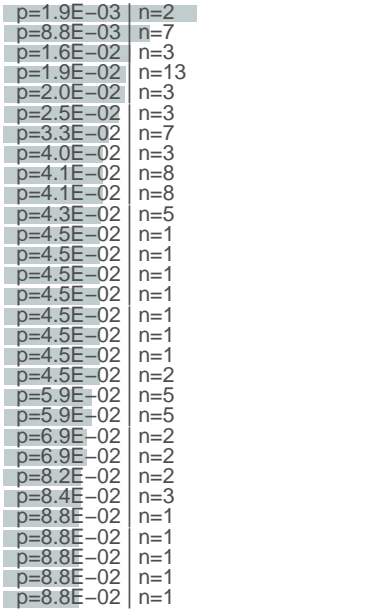 p=1.9E−03 | n=2
p=8.8E−03 | n=7
p=1.6E−02 | n=3
p=1.9E−02 | n=13
p=2.0E−02 | n=3
p=2.5E−02 | n=3
p=3.3E−02 | n=7
p=4.0E−02 | n=3
p=4.1E−02 | n=8
p=4.1E−02 | n=8
p=4.3E−02 | n=5
p=4.5E−02 | n=1
p=4.5E−02 | n=1
p=4.5E−02 | n=1
p=4.5E−02 | n=1
p=4.5E−02 | n=1
p=4.5E−02 | n=1
p=4.5E−02 | n=1
p=4.5E−02 | n=2
p=5.9E−02 | n=5
p=5.9E−02 | n=5
p=6.9E−02 | n=2
p=6.9E−02 | n=2
p=8.2E−02 | n=2
p=8.4E−02 | n=3
p=8.8E−02 | n=1
p=8.8E−02 | n=1
p=8.8E−02 | n=1
p=8.8E−02 | n=1
p=8.8E−02 | n=1